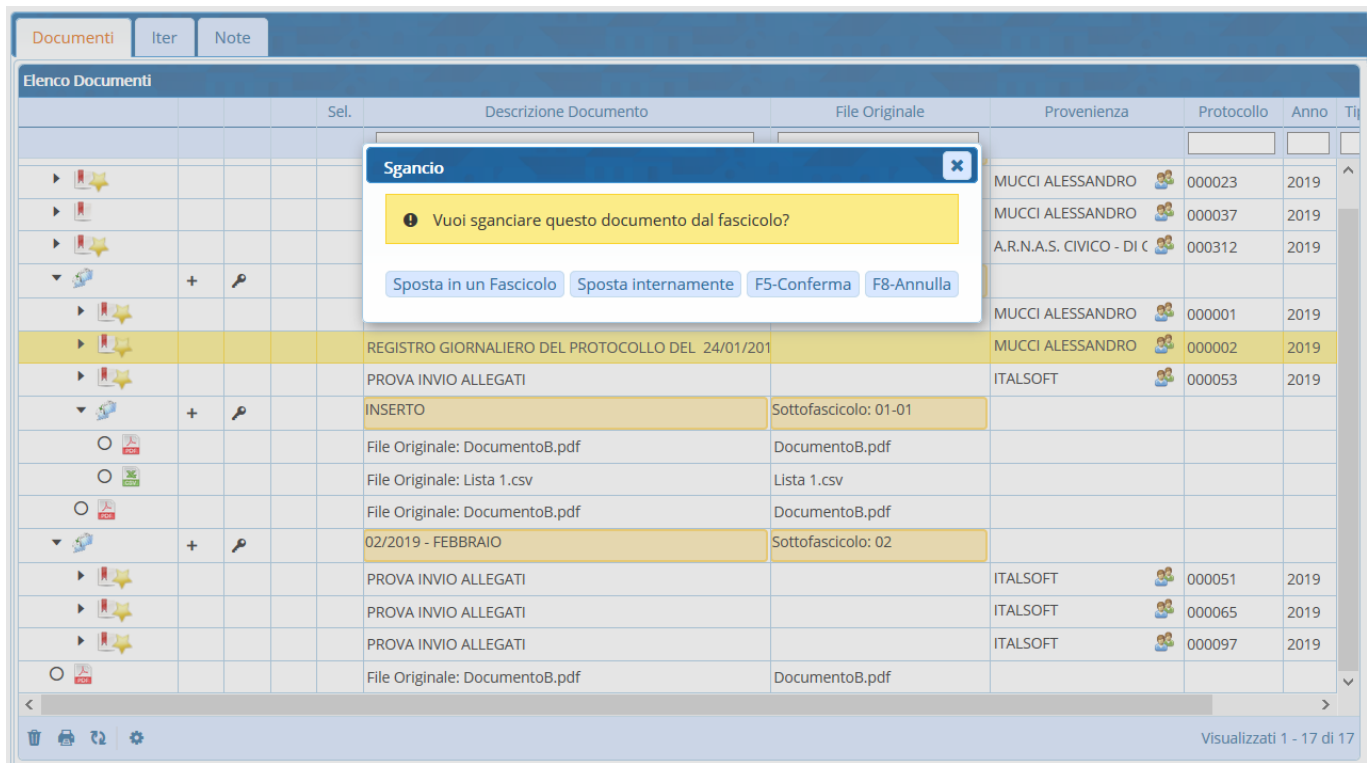 Documenti Iter Note
Elenco Documenti
Sel. Descrizione Documento File Originale Provenienza Protocollo Anno
Sgancio
Vuoi sganciare questo documento dal fascicolo?
Sposta in un Fascicolo Sposta internamente F5-Conferma F8-Annulla
MUCCI ALESSANDRO 000023 2019
MUCCI ALESSANDRO 000037 2019
A.R.N.A.S. CIVICO - DI 000312 2019
+
MUCCI ALESSANDRO 000001 2019
REGISTRO GIORNALIERO DEL PROTOCOLLO DEL 24/01/201 MUCCI ALESSANDRO 000002 2019
PROVA INVIO ALLEGATI ITALSOFT 000053 2019
+ INSERTO Sottofascicolo: 01-01
File Originale: DocumentoB.pdf DocumentoB.pdf
File Originale: Lista 1.csv Lista 1.csv
File Originale: DocumentoB.pdf DocumentoB.pdf
+ 02/2019 - FEBBRAIO Sottofascicolo: 02
PROVA INVIO ALLEGATI ITALSOFT 000051 2019
PROVA INVIO ALLEGATI ITALSOFT 000065 2019
PROVA INVIO ALLEGATI ITALSOFT 000097 2019
File Originale: DocumentoB.pdf DocumentoB.pdf
Visualizzati 1 - 17 di 17